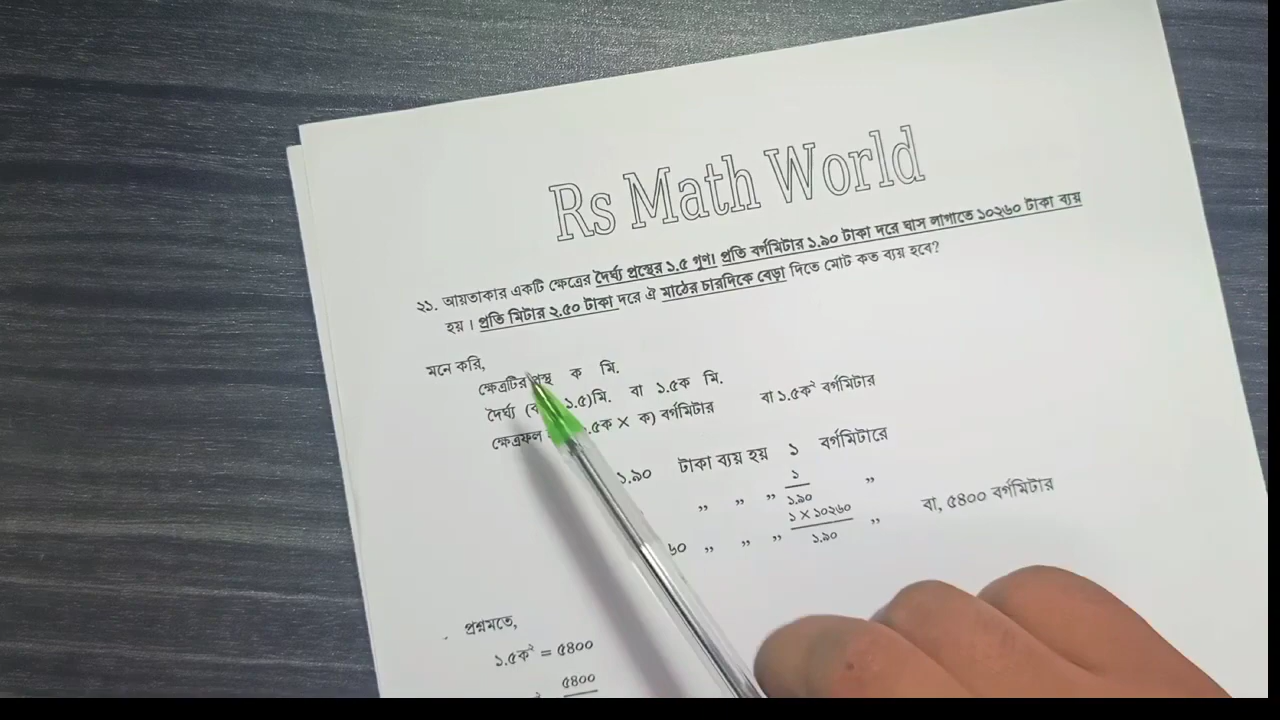 Rs Math World
২১. আয়তাকার একটি ক্ষেত্রের দৈর্ঘ্য প্রস্থের ১.৫ গুণ। প্রতি বর্গমিটার ১.৯০ টাকা দরে ঘাস লাগাতে ১০২৬০ টাকা ব্যয়
হয়। প্রতি মিটার ২.৫০ টাকা দরে ঐ মাঠের চারদিকে বেড়া দিতে মোট কত ব্যয় হবে?
মনে করি,
ক্ষেত্রটির ক মি.
দৈর্ঘ্য ১.৫)মি. বা ১.৫ক মি.
ক্ষেত্রফল .৫ক X ক) বর্গমিটার বা ১.৫ক² বর্গমিটার
১.৯০ টাকা ব্যয় হয় ১ বর্গমিটারে
,, ,, ,, ১/১.৯০ ,,
৬০ ,, ,, ,, ১ X ১০২৬০/১.৯০ ,, বা, ৫৪০০ বর্গমিটার
প্রশ্নমতে,
১.৫ক² = ৫৪০০
৫৪০০